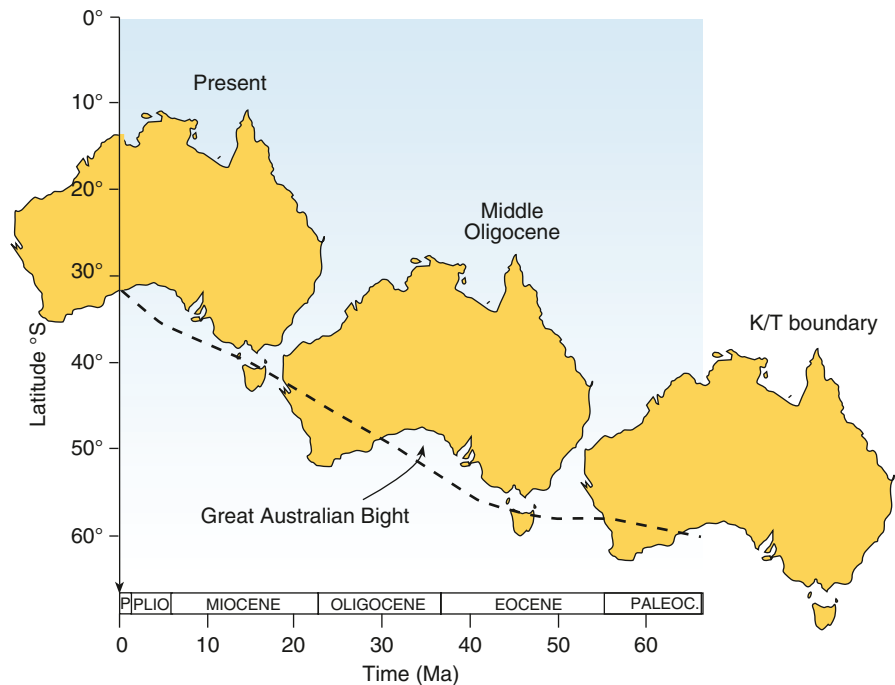 0°
10°
20°
30°
40°
50°
60°
Latitude °S
Present
Middle
Oligocene
K/T boundary
Great Australian Bight
P PLIO MIOCENE OLIGOCENE EOCENE PALEOC.
0 10 20 30 40 50 60
Time (Ma)